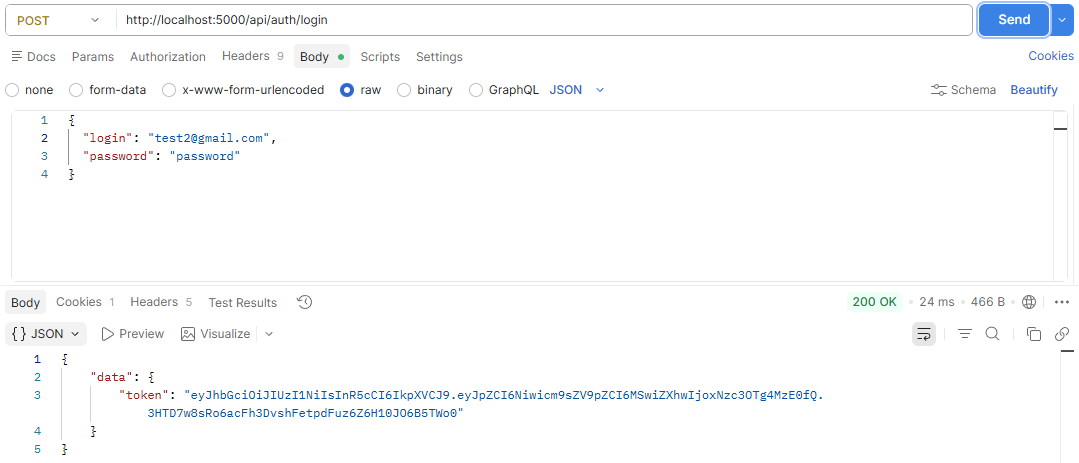 POST http://localhost:5000/api/auth/login Send
Docs Params Authorization Headers 9 Body Scripts Settings Cookies
none form-data x-www-form-urlencoded raw binary GraphQL JSON Schema Beautify
1 {
2 "login": "test2@gmail.com",
3 "password": "password"
4 }
Body Cookies 1 Headers 5 Test Results 200 OK • 24 ms • 466 B
{} JSON Preview Visualize
1 {
2 "data": {
3 "token": "eyJhbGciOiJIUzI1NiIsInR5cCI6IkpXVCJ9.eyJpZCI6Niwicm9sZV9pZCI6MSwiZXhwIjoxNzc3OTg4MzE0fQ.
3HTD7w8sRo6acFh3DvshFetpdFuz6Z6H10JO6B5TWo0"
4 }
5 }